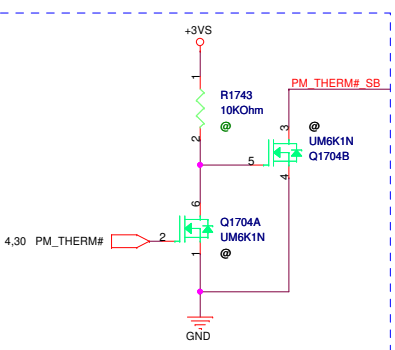 +3VS
PM_THERM#_SB
1
R1743
10KOhm
@
2
3
@
UM6K1N
Q1704B
5
4
6
Q1704A
UM6K1N
@
4,30 PM_THERM#
2
1
GND